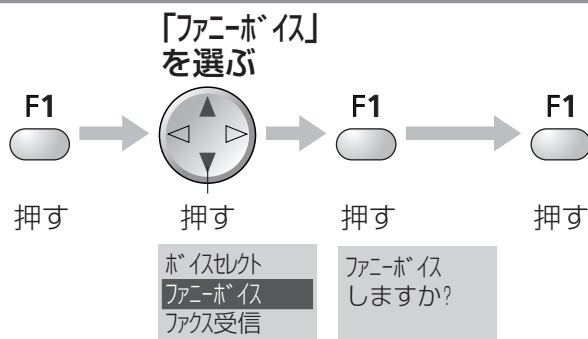 「ファニーボイス」
を選ぶ
F1
F1
F1
押す
押す
押す
押す
ボイスセレクト
ファニーボイス
ファクス受信
ファニーボイス
しますか?